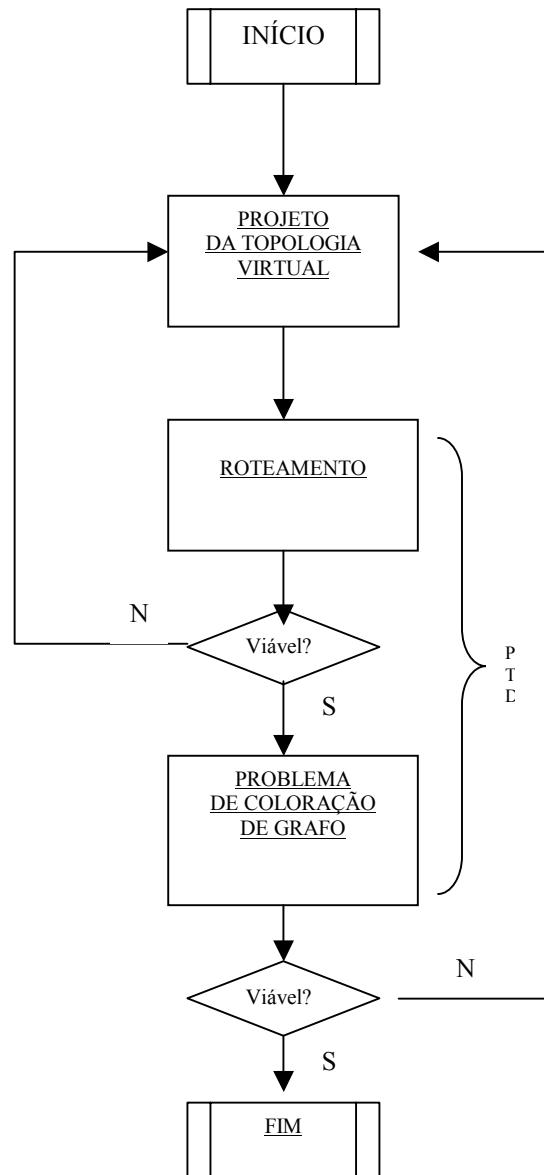 INÍCIO
PROJETO
DA TOPOLOGIA
VIRTUAL
ROTEAMENTO
N
Viável?
S
P
T
D
PROBLEMA
DE COLORAÇÃO
DE GRAFO
Viável?
N
S
FIM